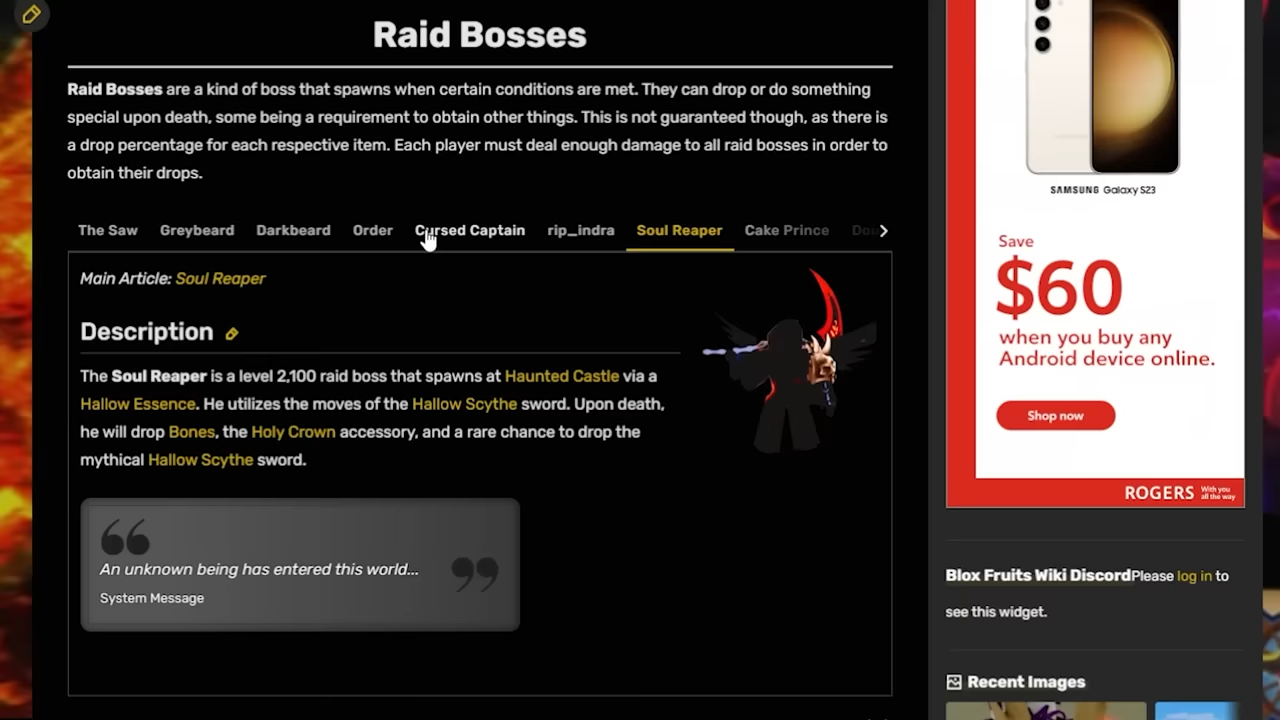 Raid Bosses
Raid Bosses are a kind of boss that spawns when certain conditions are met. They can drop or do something
special upon death, some being a requirement to obtain other things. This is not guaranteed though, as there is
a drop percentage for each respective item. Each player must deal enough damage to all raid bosses in order to
obtain their drops.
The Saw Greybeard Darkbeard Order Cursed Captain rip_indra Soul Reaper Cake Prince
Main Article: Soul Reaper
Description
The Soul Reaper is a level 2,100 raid boss that spawns at Haunted Castle via a
Hallow Essence. He utilizes the moves of the Hallow Scythe sword. Upon death,
he will drop Bones, the Holy Crown accessory, and a rare chance to drop the
mythical Hallow Scythe sword.
An unknown being has entered this world...
System Message
SAMSUNG Galaxy S23
Save
$60
when you buy any
Android device online.
Shop now
ROGERS With you
all the way
Blox Fruits Wiki DiscordPlease log in to
see this widget.
Recent Images